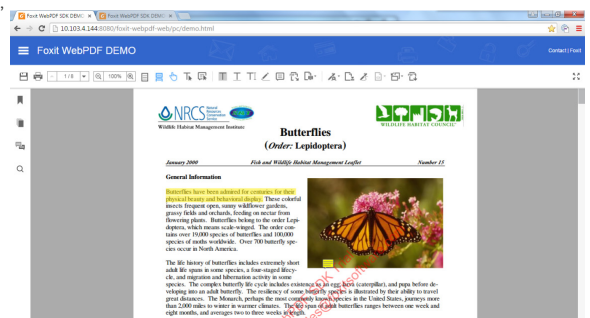 ,
Foxit WebPDF SDK DEMO
Foxit WebPDF SDK DEMO
10.103.4.144:8080/foxit-webpdf-web/pc/demo.html
Foxit WebPDF DEMO
Contact | Foxit
1/8
100%
NRCS Natural Resources Conservation Service
Wildlife Habitat Management Institute
WILDLIFE HABITAT COUNCIL
Butterflies
(Order: Lepidoptera)
January 2000 Fish and Wildlife Habitat Management Leaflet Number 15
General Information
Butterflies have been admired for centuries for their
physical beauty and behavioral display. These colorful
insects frequent open, sunny wildflower gardens,
grassy fields and orchards, feeding on nectar from
flowering plants. Butterflies belong to the order Lepi-
doptera, which means scale-winged. The order con-
tains over 19,000 species of butterflies and 100,000
species of moths worldwide. Over 700 butterfly spe-
cies occur in North America.
The life history of butterflies includes extremely short
adult life spans in some species, a four-staged lifecy-
cle, and migration and hibernation activity in some
species. The complex butterfly life cycle includes existence as an egg, larva (caterpillar), and pupa before de-
veloping into an adult butterfly. The resiliency of some butterfly species is illustrated by their ability to travel
great distances. The Monarch, perhaps the most commonly known species in the United States, journeys more
than 2,000 miles to winter in warmer climates. The life span of adult butterflies ranges between one week and
eight months, and averages two to three weeks in length.